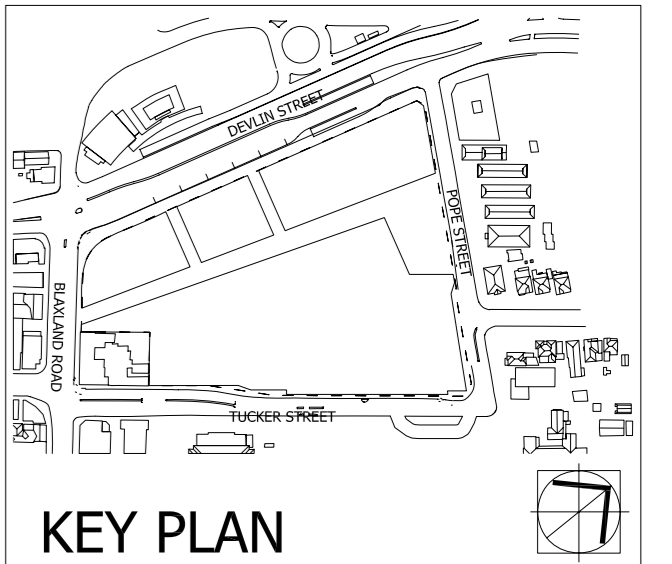 DEVLIN STREET
POPE STREET
BLAXLAND ROAD
TUCKER STREET
KEY PLAN